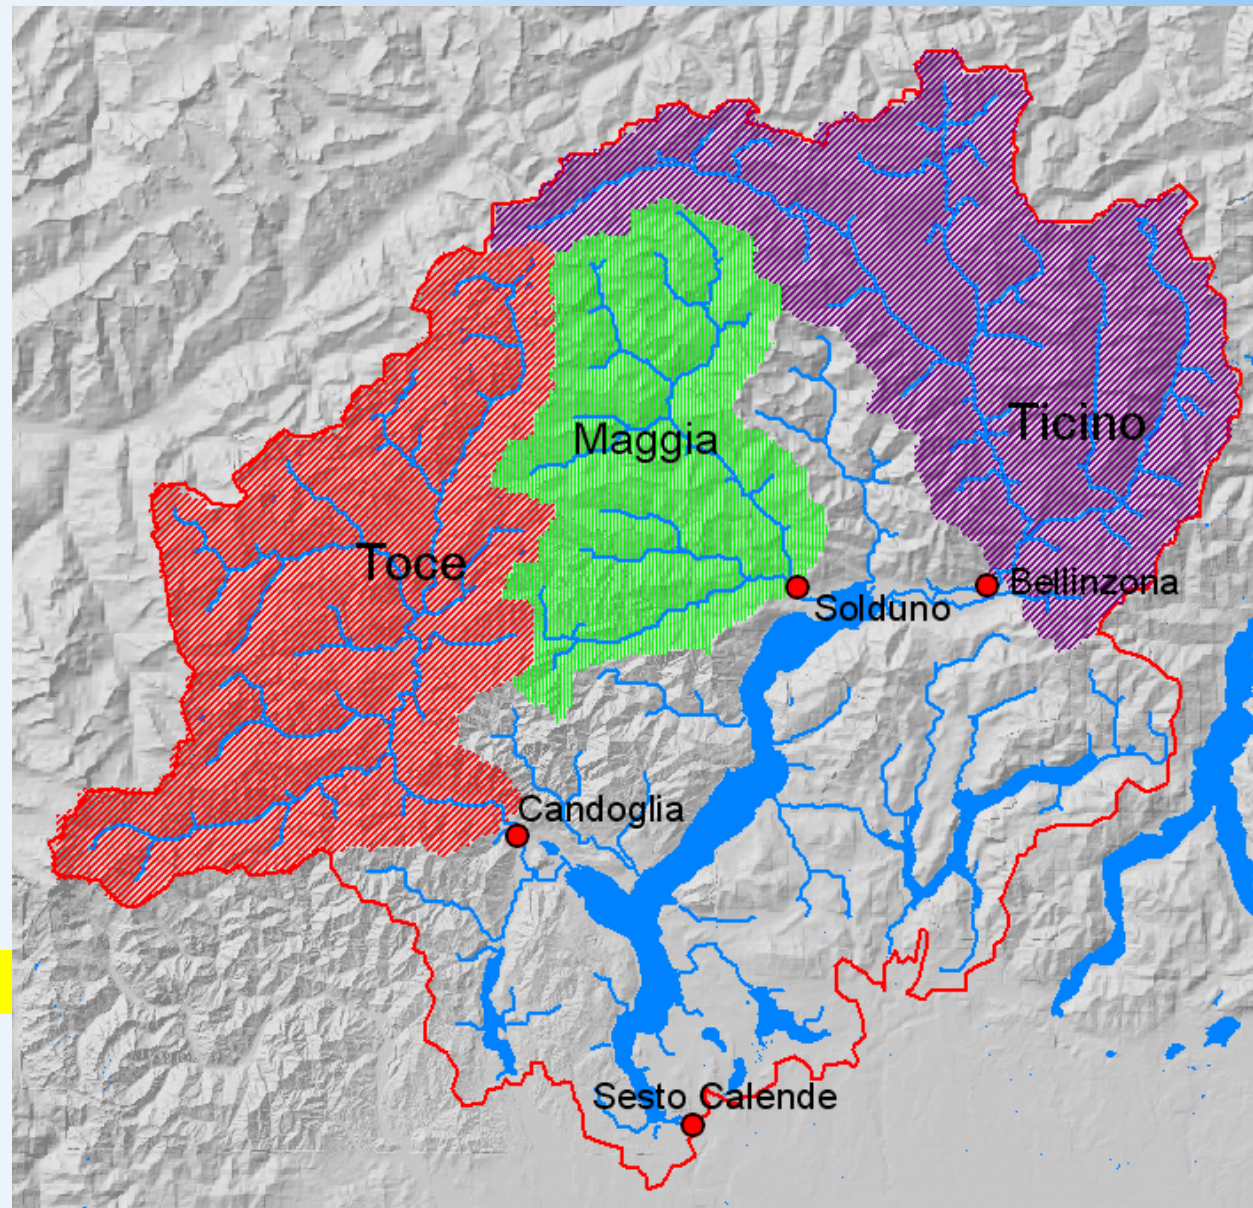 Ticino
Maggia
Toce
Bellinzona
Solduno
Candoglia
Sesto Calende